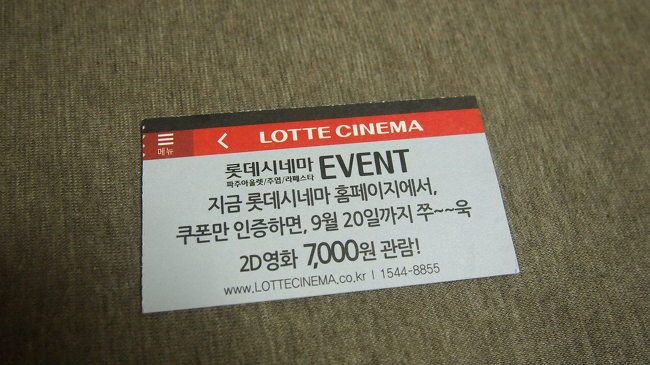 메뉴
LOTTE CINEMA
롯데시네마 EVENT
파주아울렛/주엽/라페스타
지금 롯데시네마 홈페이지에서,
쿠폰만 인증하면, 9월 20일까지 쭈~~욱
2D영화 7,000원 관람!
www.LOTTECINEMA.co.kr I 1544-8855